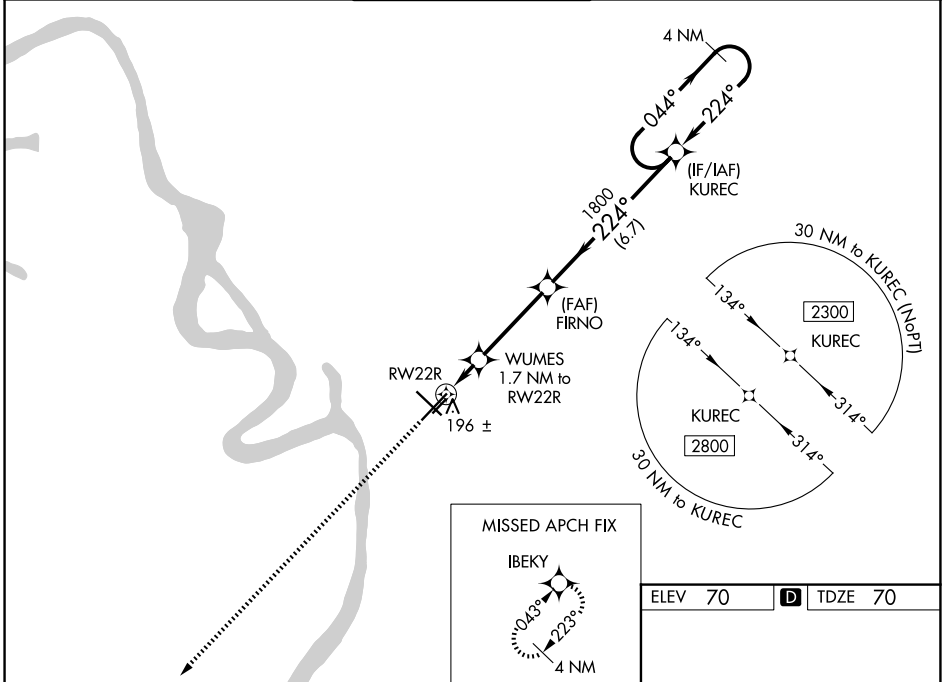 4 NM
044°
224°
(IF/IAF)
KUREC
1800
224°
(6.7)
(FAF)
FIRNO
WUMES
1.7 NM to
RW22R
RW22R
196 ±
30 NM to KUREC (NoPT)
134°
2300
KUREC
314°
134°
KUREC
2800
314°
30 NM to KUREC
MISSED APCH FIX
IBEKY
043°
223°
4 NM
ELEV 70 D TDZE 70